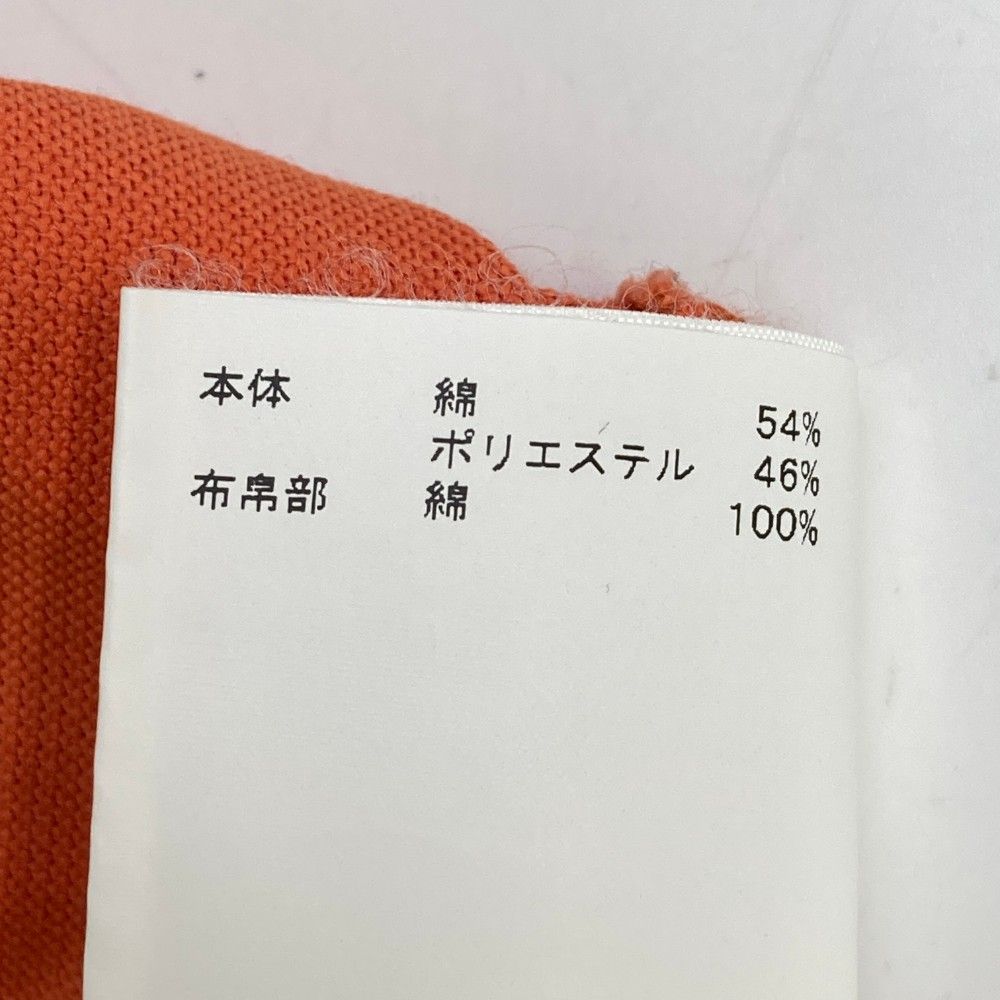 本体 綿 54%
ポリエステル 46%
布帛部 綿 100%